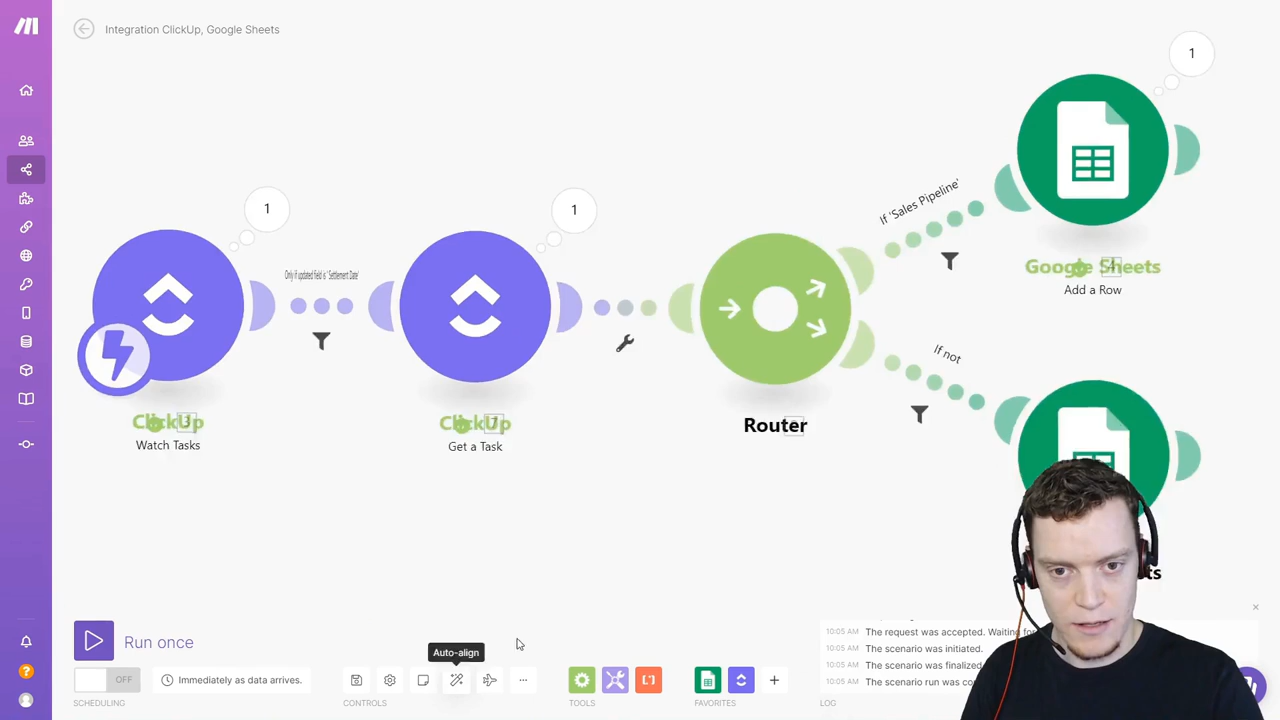 Integration ClickUp, Google Sheets
1
1
1
If 'Sales Pipeline'
Only if updated field is ' Settlement Date'
Google Sheets
Add a Row
If not
ClickUp
Watch Tasks
ClickUp
Get a Task
Router
Run once
Auto-align
OFF
Immediately as data arrives.
SCHEDULING
CONTROLS
TOOLS
FAVORITES
LOG
10:05 AM The request was accepted. Waiting for
10:05 AM The scenario was initiated.
10:05 AM The scenario was finalized.
10:05 AM The scenario run was com